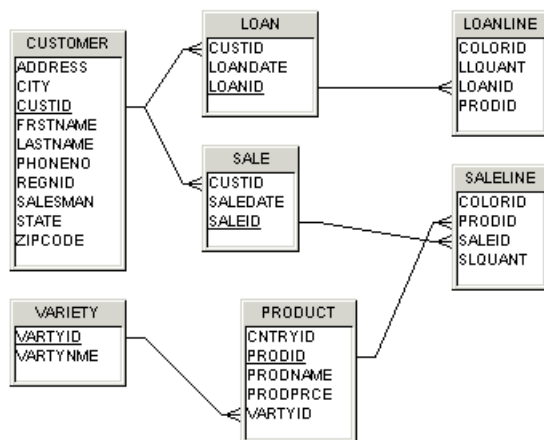 CUSTOMER
ADDRESS
CITY
CUSTID
FRSTNAME
LASTNAME
PHONENO
REGNID
SALESMAN
STATE
ZIPCODE
LOAN
CUSTID
LOANDATE
LOANID
LOANLINE
COLORID
LLQUANT
LOANID
PRODID
SALE
CUSTID
SALEDATE
SALEID
SALELINE
COLORID
PRODID
SALEID
SLQUANT
VARIETY
VARTYID
VARTYNME
PRODUCT
CNTRYID
PRODID
PRODNAME
PRODPRCE
VARTYID